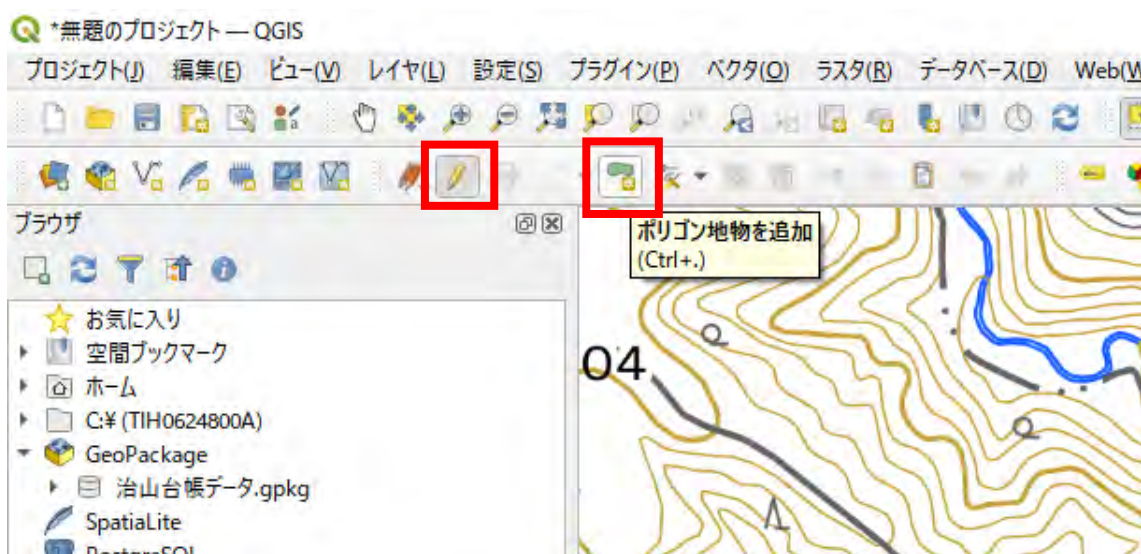 *無題のプロジェクト — QGIS
プロジェクト(J) 編集(E) ビュー(V) レイヤ(L) 設定(S) プラグイン(P) ベクタ(O) ラスタ(R) データベース(D) Web(W
ブラウザ
ポリゴン地物を追加
(Ctrl+.)
お気に入り
空間ブックマーク
ホーム
C:¥ (TIH0624800A)
GeoPackage
治山台帳データ.gpkg
SpatiaLite
PostgreSQL
04